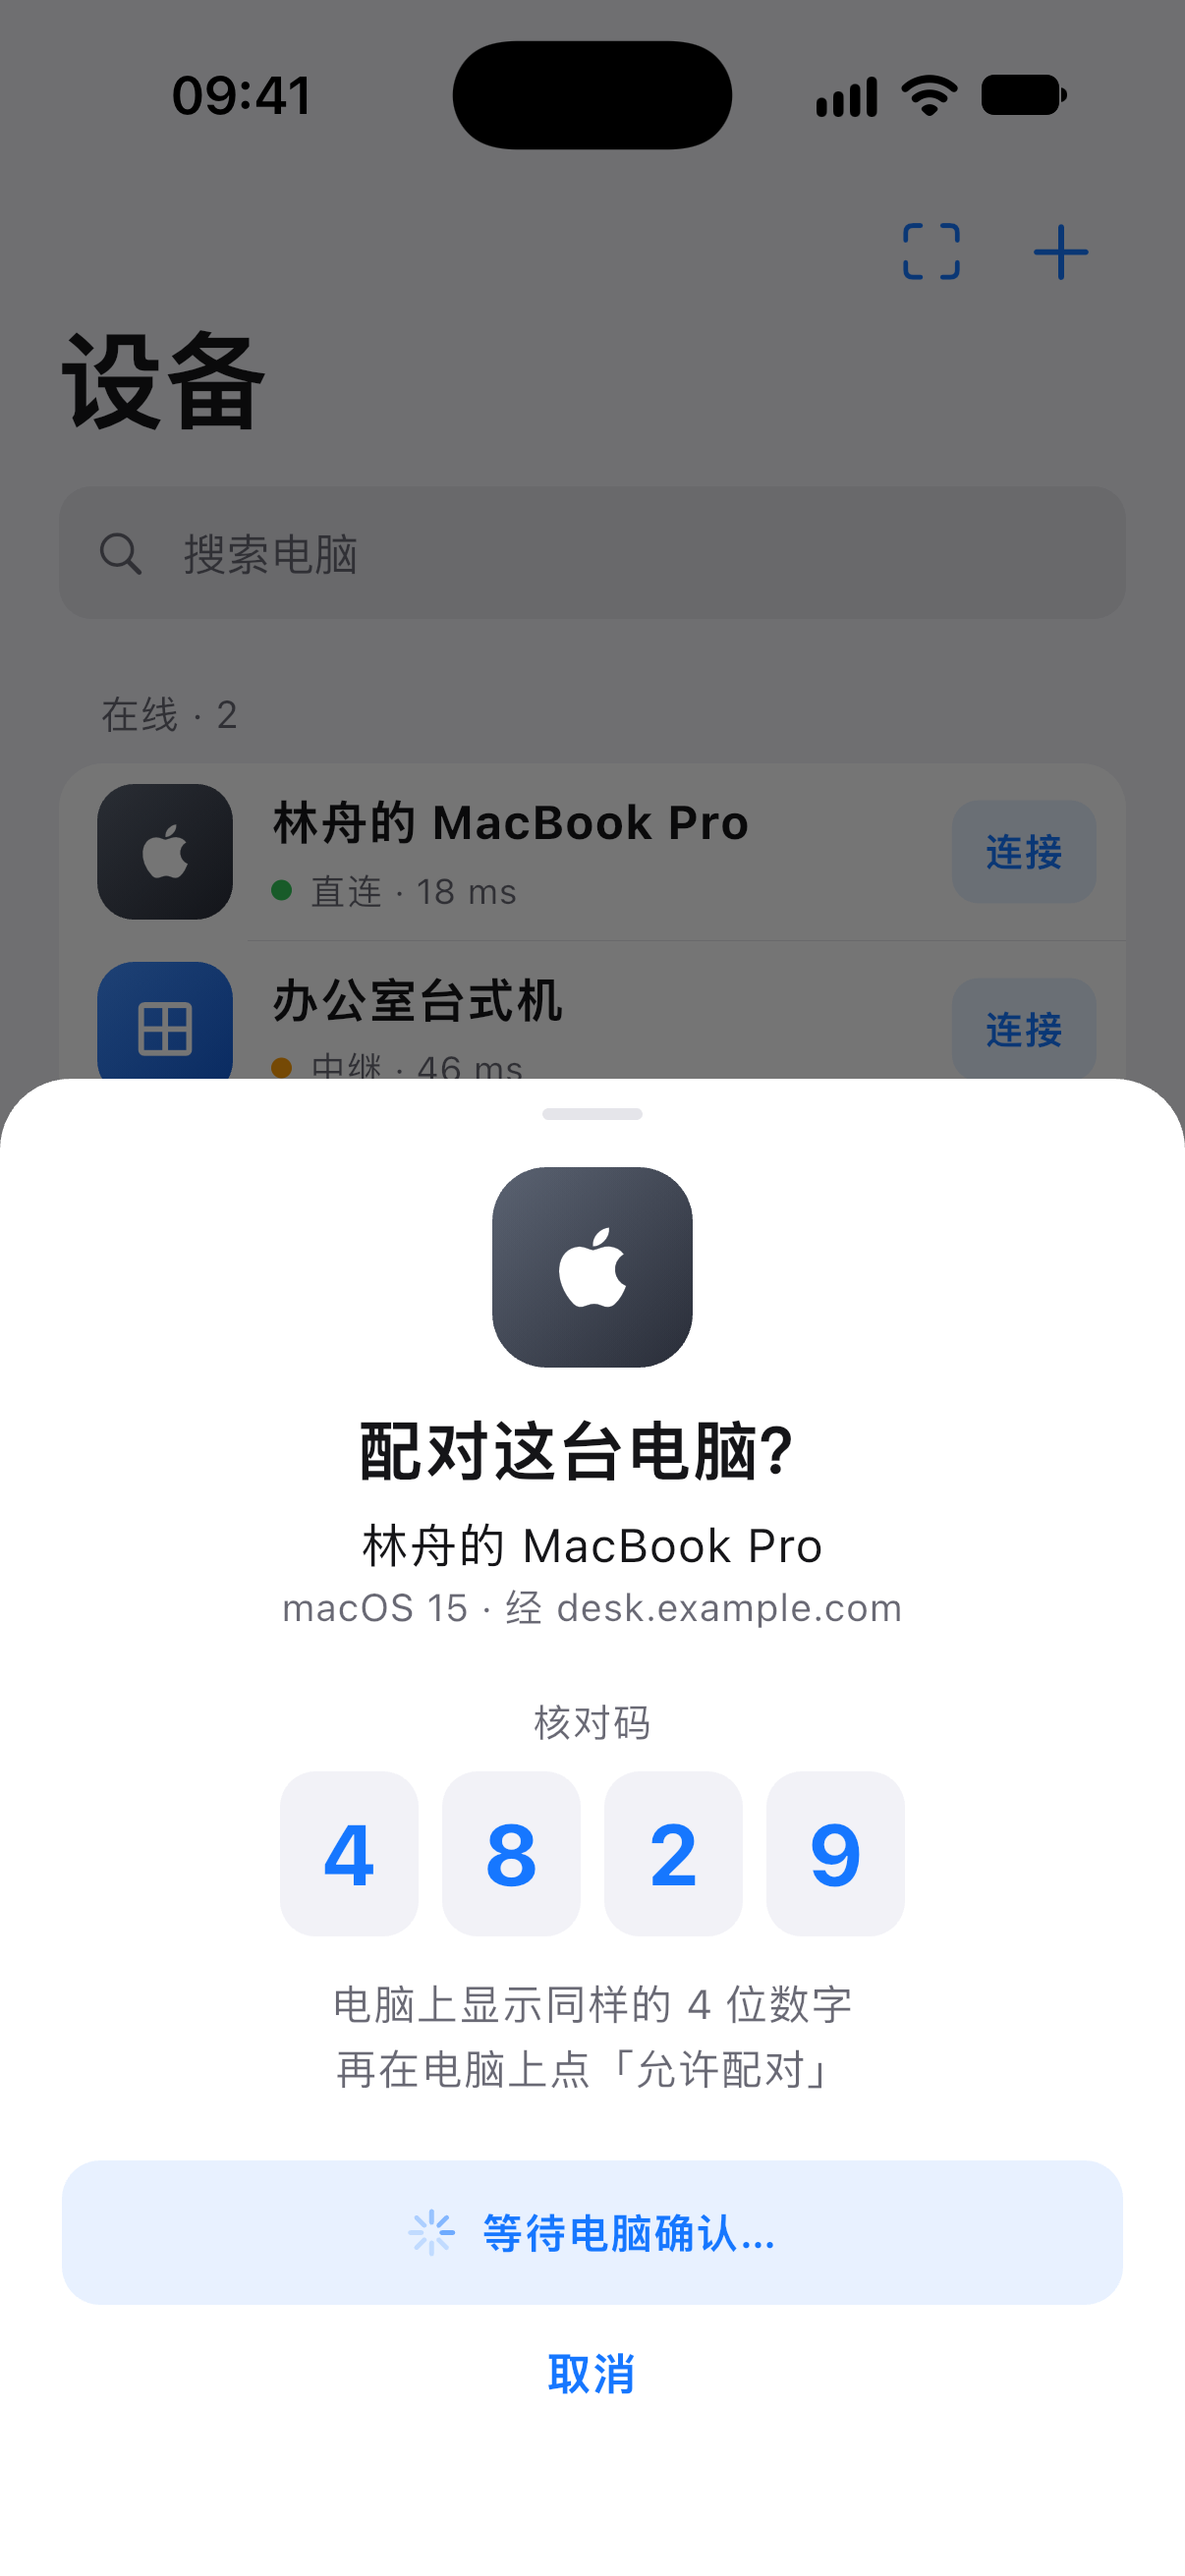 09:41
设备
搜索电脑
在线 · 2
林舟的 MacBook Pro
直连 · 18 ms
连接
办公室台式机
中继 · 46 ms
连接
配对这台电脑?
林舟的 MacBook Pro
macOS 15 · 经 desk.example.com
核对码
4 8 2 9
电脑上显示同样的 4 位数字
再在电脑上点「允许配对」
等待电脑确认...
取消